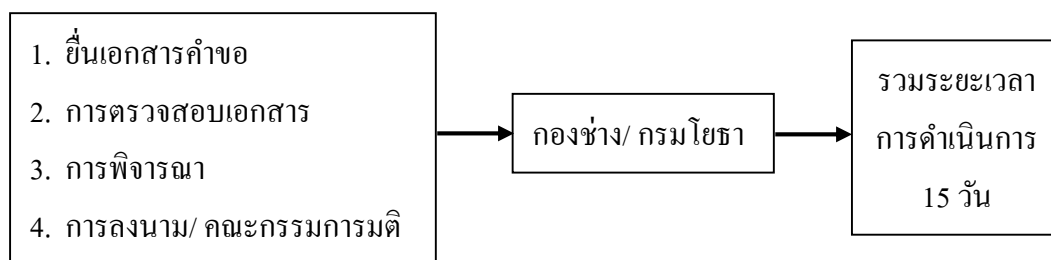 1. ยื่นเอกสารคำขอ
2. การตรวจสอบเอกสาร
3. การพิจารณา
4. การลงนาม/ คณะกรรมการมติ
กองช่าง/ กรมโยธา
รวมระยะเวลา
การดำเนินการ
15 วัน